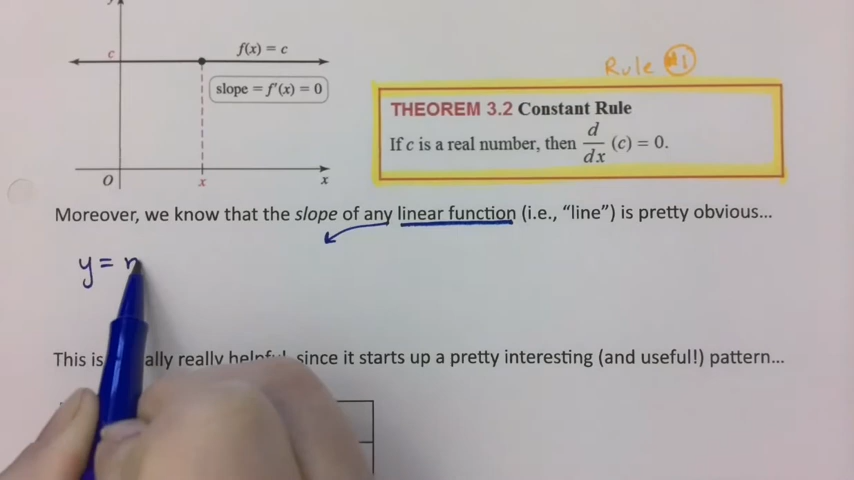 y
c
f(x) = c
slope = f′(x) = 0
O
x
x
Rule #1
THEOREM 3.2 Constant Rule
If c is a real number, then d/dx (c) = 0.
Moreover, we know that the slope of any linear function (i.e., “line”) is pretty obvious...
y =
This is really helpful, since it starts up a pretty interesting (and useful!) pattern...